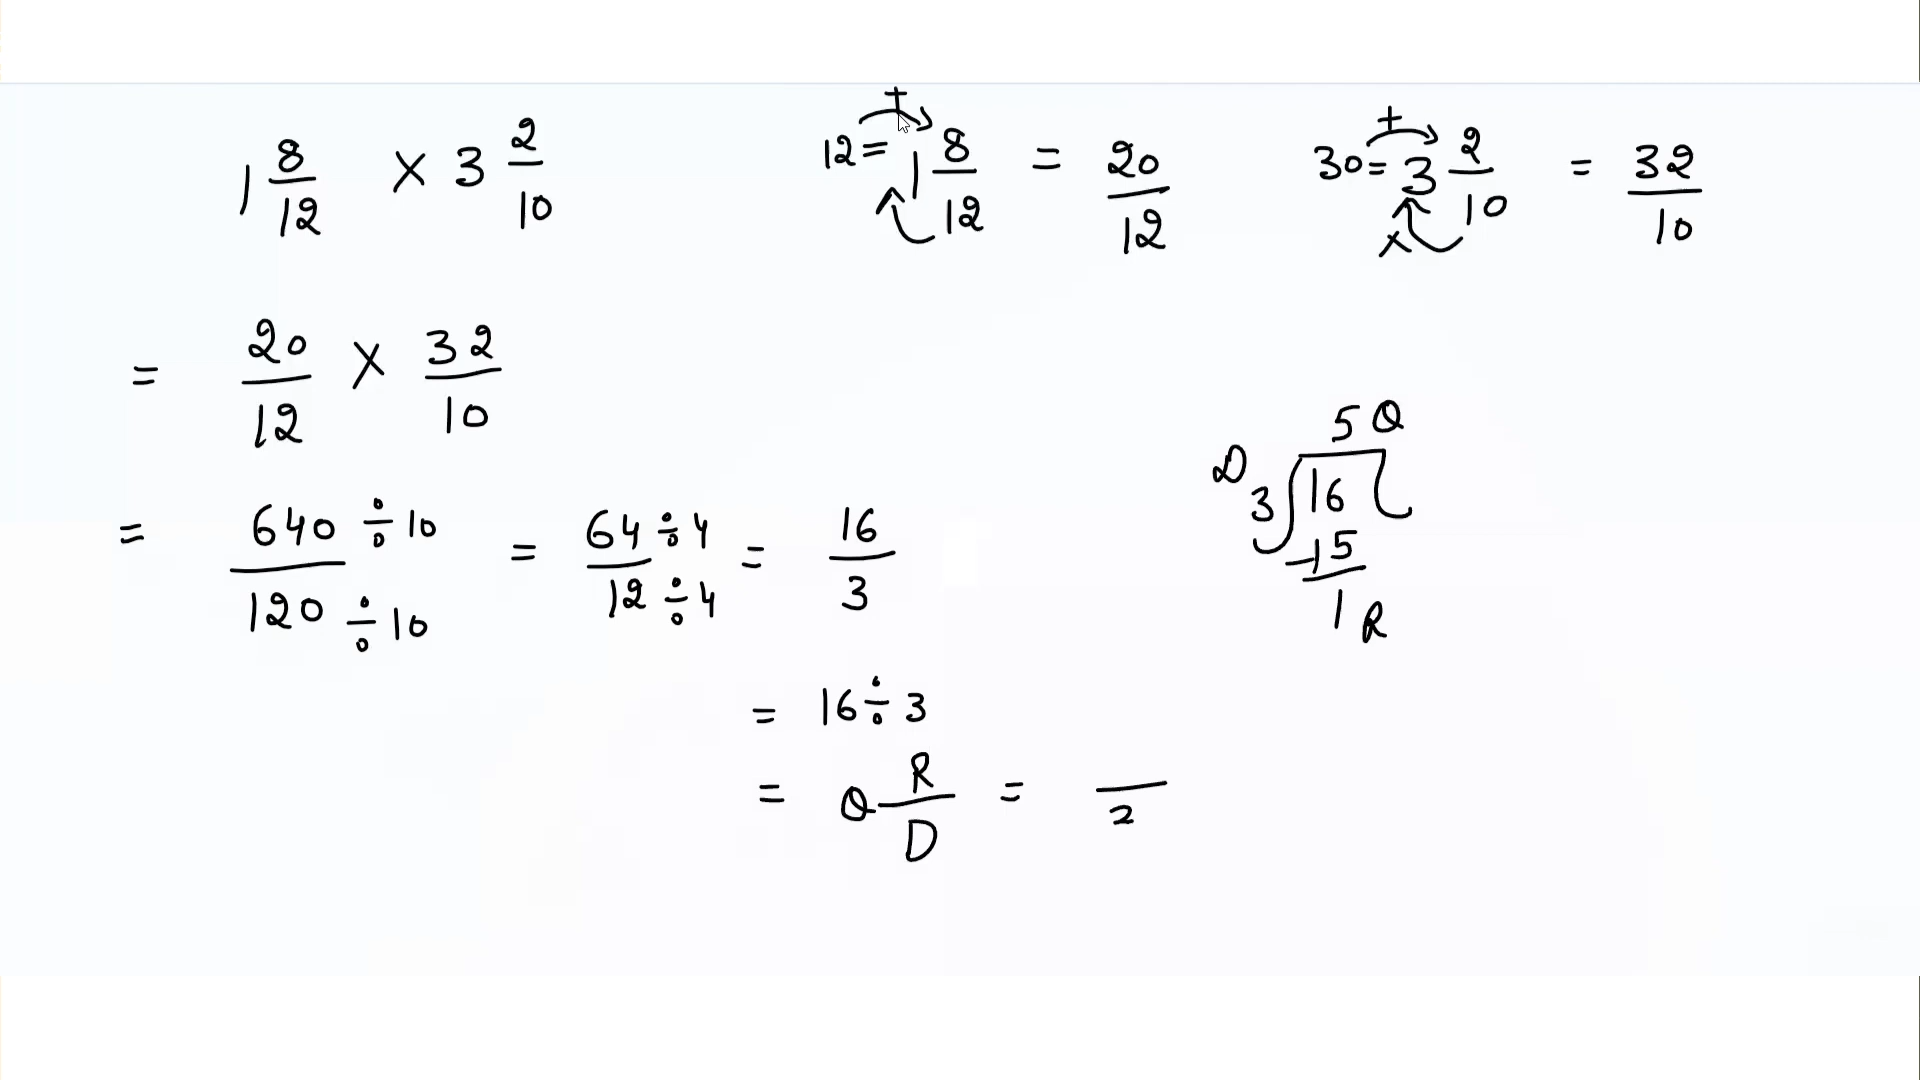 1 8/12 × 3 2/10
12 = 1 8/12 = 20/12
+
30 = 3 2/10 = 32/10
+
×
= 20/12 × 32/10
= 640 ÷ 10 / 120 ÷ 10 = 64 ÷ 4 / 12 ÷ 4 = 16/3
5 Q
D
3 16
-15
1 R
= 16 ÷ 3
= Q R/D =